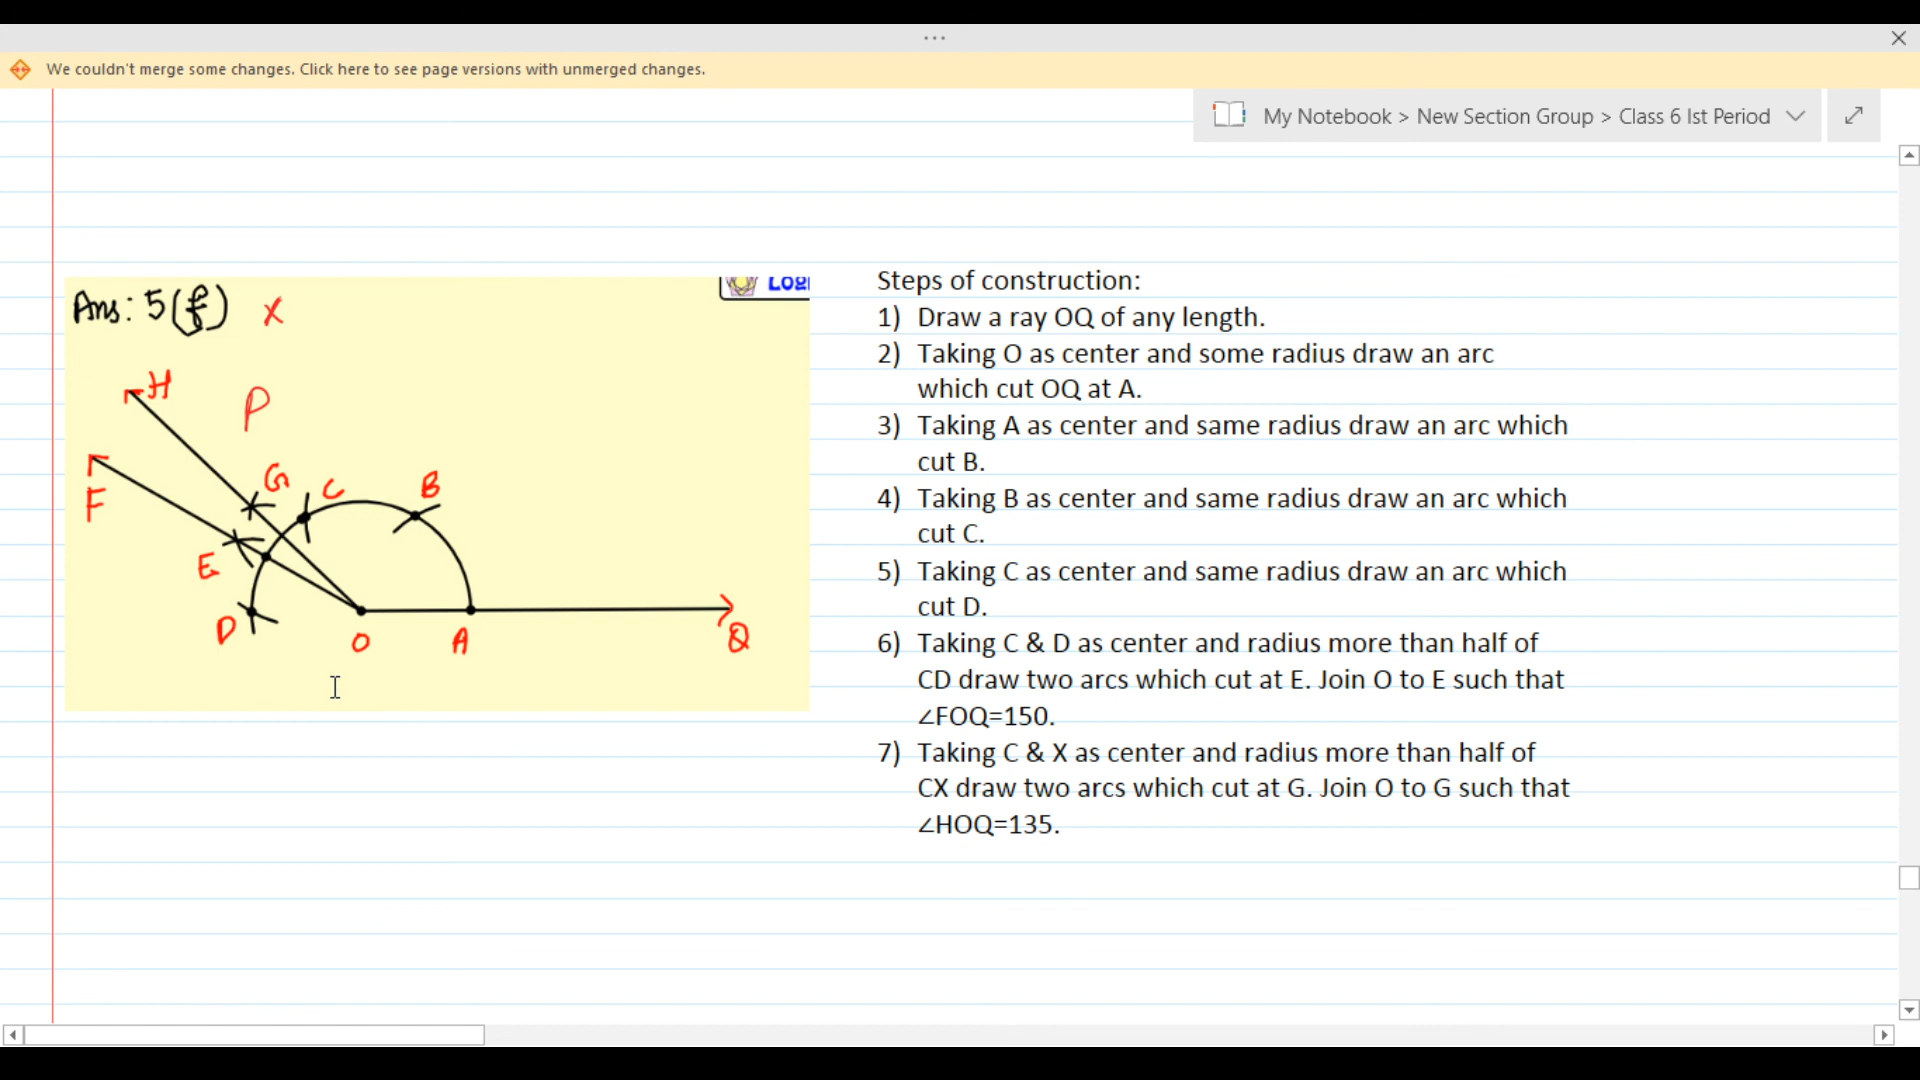 We couldn't merge some changes. Click here to see page versions with unmerged changes.
My Notebook > New Section Group > Class 6 Ist Period
Ans: 5(f) X
H
P
F
G
C
B
E
D
O
A
Q
Steps of construction:
1) Draw a ray OQ of any length.
2) Taking O as center and some radius draw an arc
which cut OQ at A.
3) Taking A as center and same radius draw an arc which
cut B.
4) Taking B as center and same radius draw an arc which
cut C.
5) Taking C as center and same radius draw an arc which
cut D.
6) Taking C & D as center and radius more than half of
CD draw two arcs which cut at E. Join O to E such that
∠FOQ=150.
7) Taking C & X as center and radius more than half of
CX draw two arcs which cut at G. Join O to G such that
∠HOQ=135.